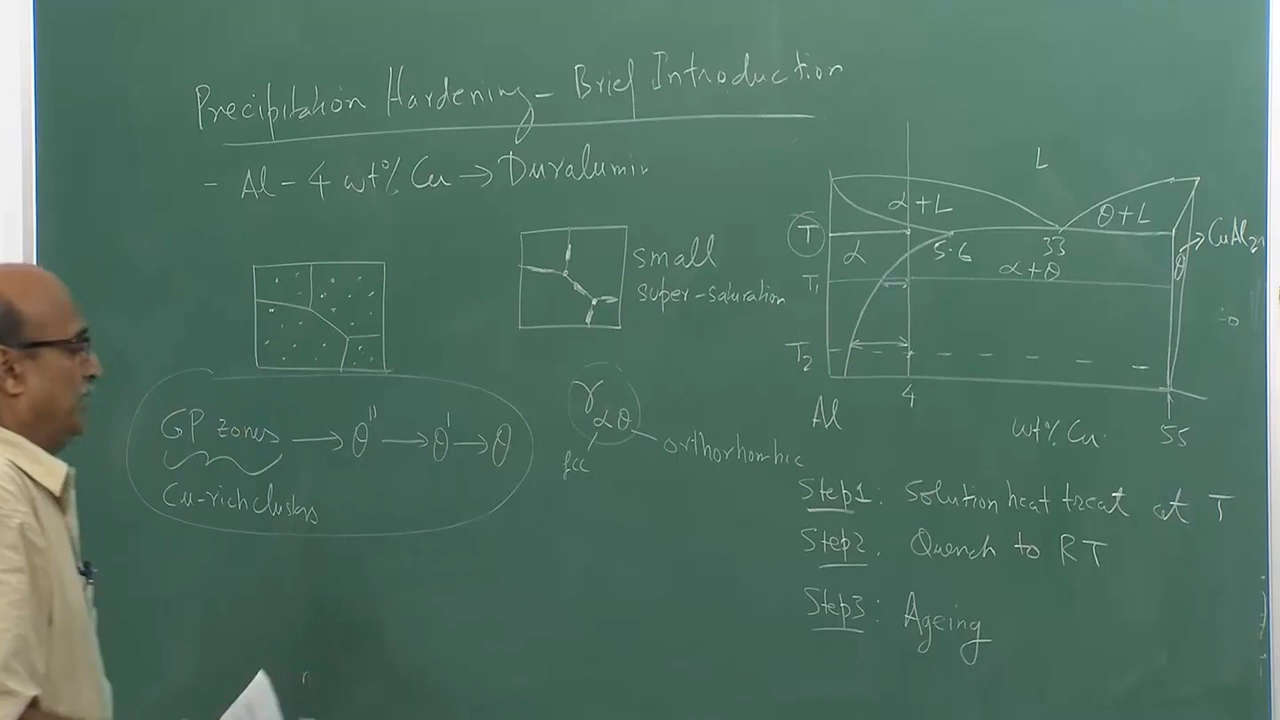 Precipitation Hardening - Brief Introduction
- Al - 4 wt% Cu → Duralumin
small
super-saturation
GP zones → θ'' → θ' → θ
Cu-rich clusters
γ αθ
fcc
orthorhombic
L
α + L
θ + L
T
α
5.6
33
α + θ
θ
→ CuAl2
T1
T2
Al
4
wt% Cu
55
Step1: Solution heat treat at T
Step2. Quench to RT
Step3: Ageing